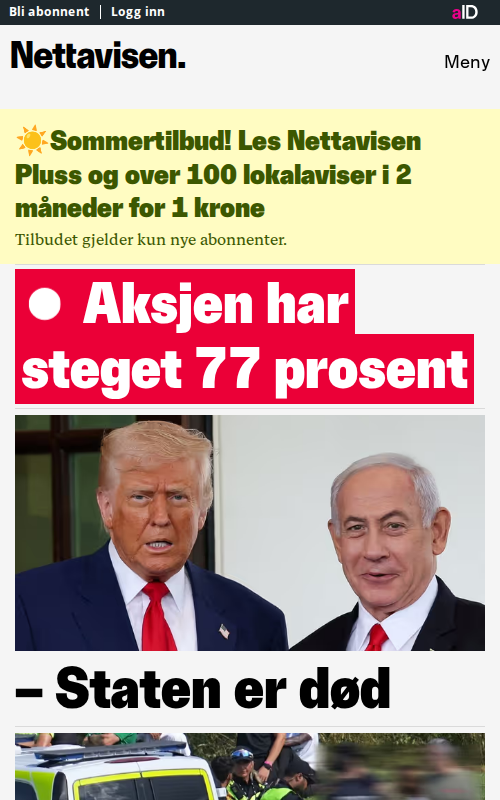 Bli abonnent | Logg inn
aID
Nettavisen.
Meny
☀️Sommertilbud! Les Nettavisen
Pluss og over 100 lokalaviser i 2
måneder for 1 krone
Tilbudet gjelder kun nye abonnenter.
Aksjen har
steget 77 prosent
– Staten er død